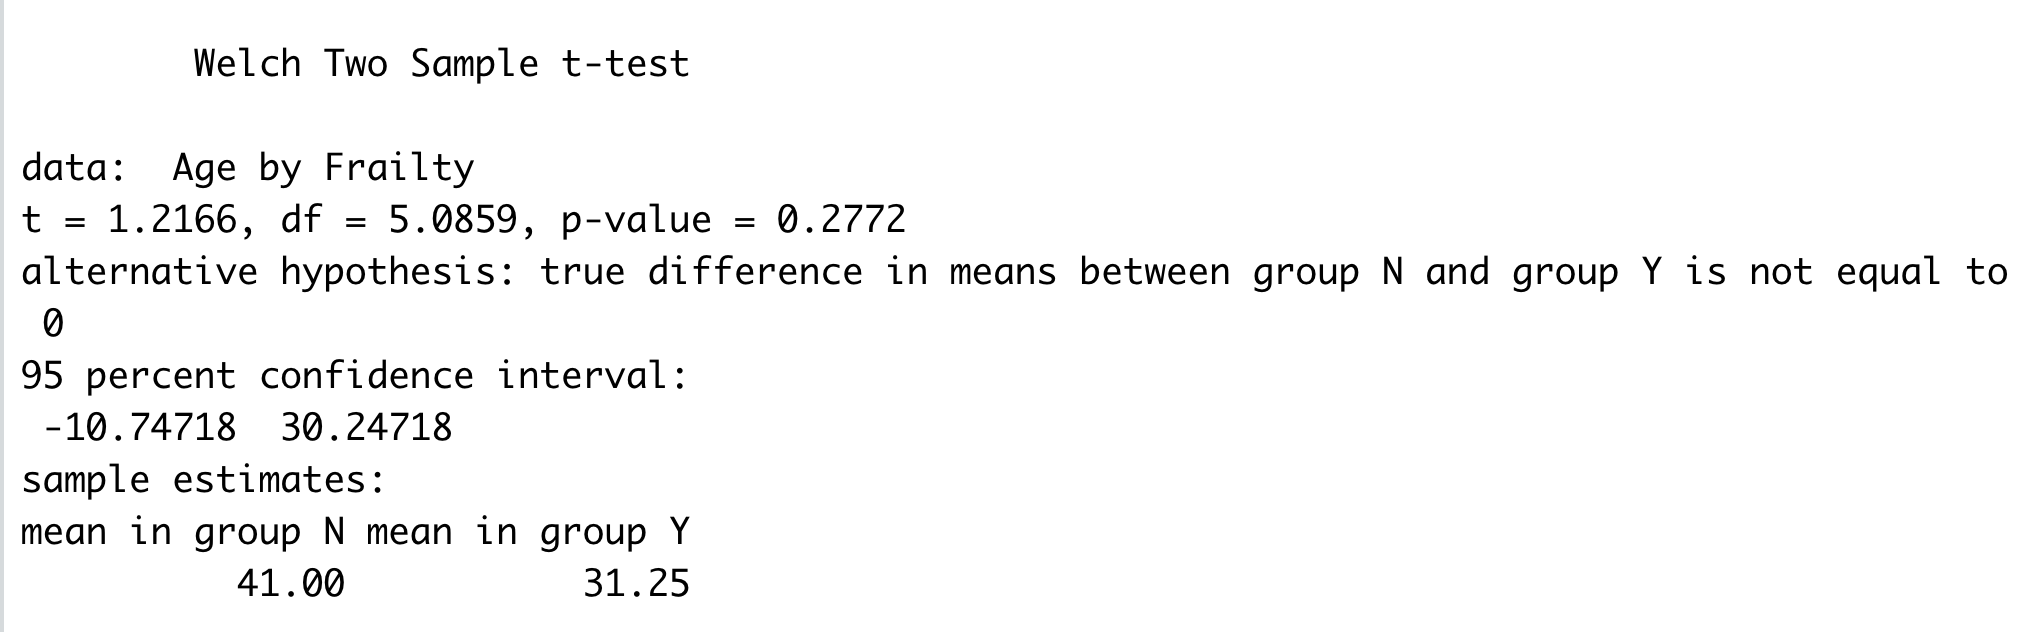 Welch Two Sample t-test
data:  Age by Frailty
t = 1.2166, df = 5.0859, p-value = 0.2772
alternative hypothesis: true difference in means between group N and group Y is not equal to
0
95 percent confidence interval:
-10.74718  30.24718
sample estimates:
mean in group N mean in group Y
41.00           31.25